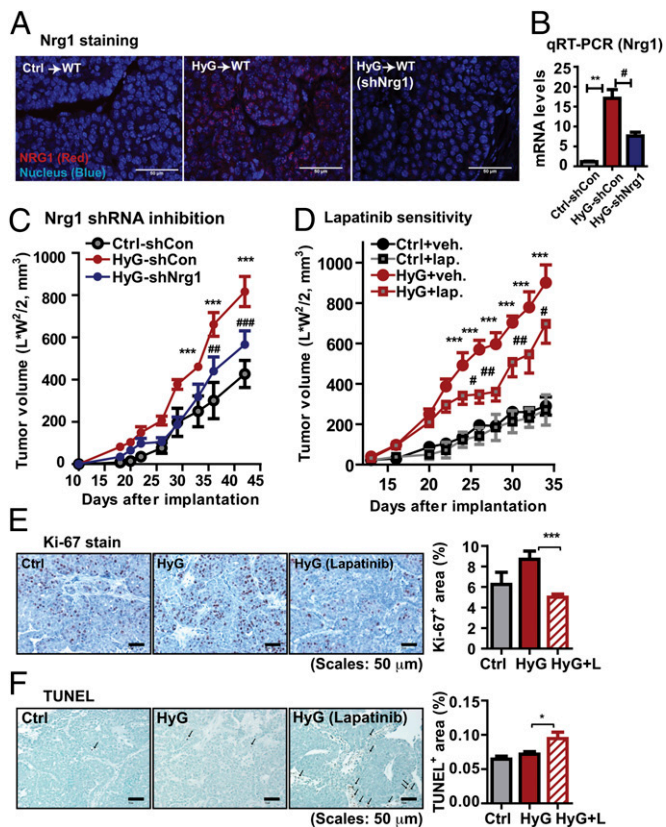 A
Nrg1 staining
Ctrl → WT
HyG → WT
HyG → WT
(shNrg1)
NRG1 (Red)
Nucleus (Blue)
50 μm
50 μm
50 μm
B
qRT-PCR (Nrg1)
mRNA levels
20
15
10
5
0
**
#
Ctrl-shCon
HyG-shCon
HyG-shNrg1
C
Nrg1 shRNA inhibition
Ctrl-shCon
HyG-shCon
HyG-shNrg1
Tumor volume (L*W²/2, mm³)
1000
800
600
400
200
0
***
***
***
##
###
10 15 20 25 30 35 40 45
Days after implantation
D
Lapatinib sensitivity
Ctrl+veh.
Ctrl+lap.
HyG+veh.
HyG+lap.
Tumor volume (L*W²/2, mm³)
1000
800
600
400
200
0
***
***
***
***
***
***
#
##
##
#
15 20 25 30 35
Days after implantation
E
Ki-67 stain
Ctrl
HyG
HyG (Lapatinib)
(Scales: 50 μm)
Ki-67⁺ area (%)
10
8
6
4
2
0
***
Ctrl HyG HyG+L
F
TUNEL
Ctrl
HyG
HyG (Lapatinib)
(Scales: 50 μm)
TUNEL⁺ area (%)
0.15
0.10
0.05
0.00
*
Ctrl HyG HyG+L